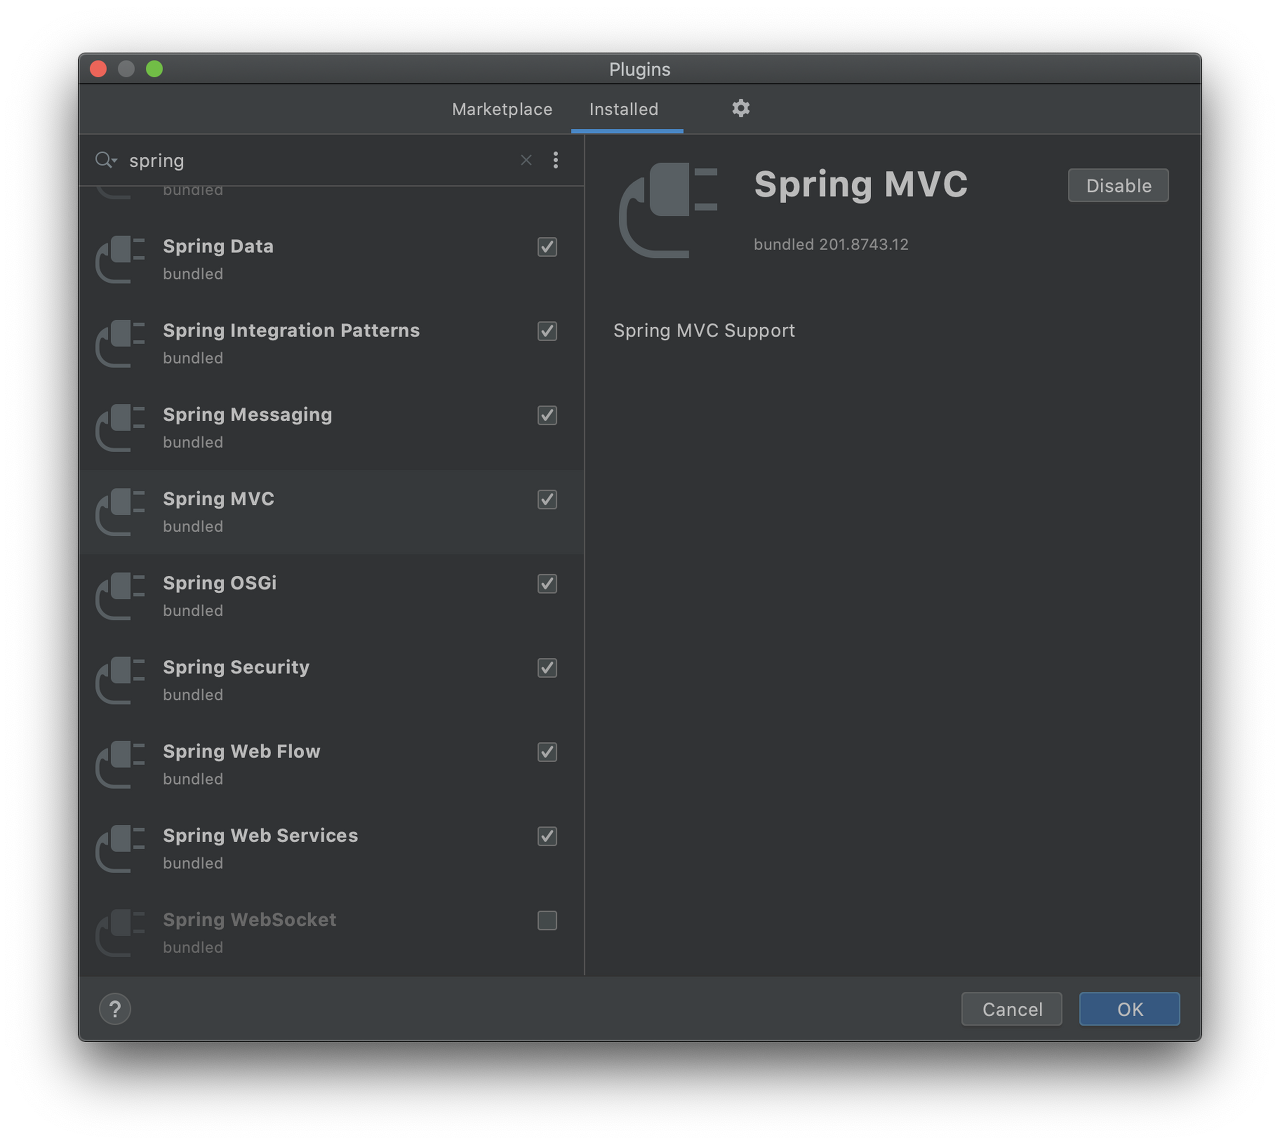 Plugins
Marketplace
Installed
spring
bundled
Spring Data
bundled
Spring Integration Patterns
bundled
Spring Messaging
bundled
Spring MVC
bundled
Spring OSGi
bundled
Spring Security
bundled
Spring Web Flow
bundled
Spring Web Services
bundled
Spring WebSocket
bundled
Spring MVC
Disable
bundled 201.8743.12
Spring MVC Support
?
Cancel
OK